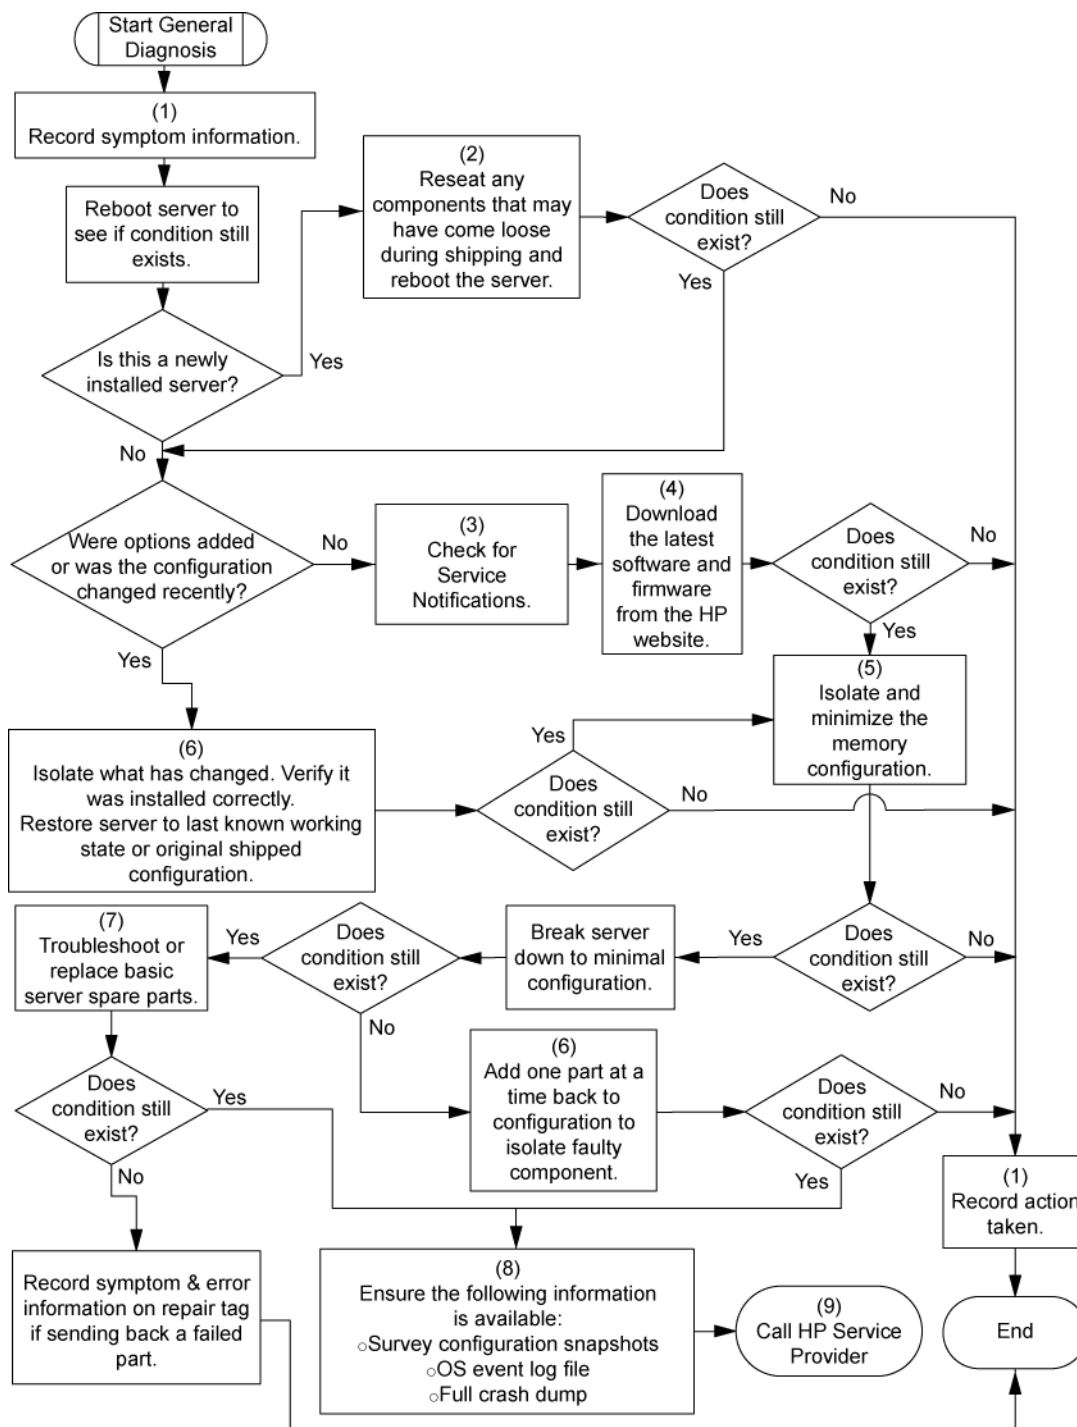 Start General
Diagnosis
(1)
Record symptom information.
Reboot server to
see if condition still
exists.
Is this a newly
installed server?
Yes
No
(2)
Reseat any
components that may
have come loose
during shipping and
reboot the server.
Does
condition still
exist?
No
Yes
Were options added
or was the configuration
changed recently?
No
Yes
(3)
Check for
Service
Notifications.
(4)
Download
the latest
software and
firmware
from the HP
website.
Does
condition still
exist?
No
Yes
(5)
Isolate and
minimize the
memory
configuration.
(6)
Isolate what has changed. Verify it
was installed correctly.
Restore server to last known working
state or original shipped
configuration.
Yes
Does
condition still
exist?
No
Does
condition still
exist?
No
Yes
Break server
down to minimal
configuration.
Does
condition still
exist?
Yes
No
(7)
Troubleshoot or
replace basic
server spare parts.
(6)
Add one part at a
time back to
configuration to
isolate faulty
component.
Does
condition still
exist?
No
Yes
Does
condition still
exist?
Yes
No
Record symptom & error
information on repair tag
if sending back a failed
part.
(8)
Ensure the following information
is available:
○Survey configuration snapshots
○OS event log file
○Full crash dump
(9)
Call HP Service
Provider
(1)
Record action
taken.
End